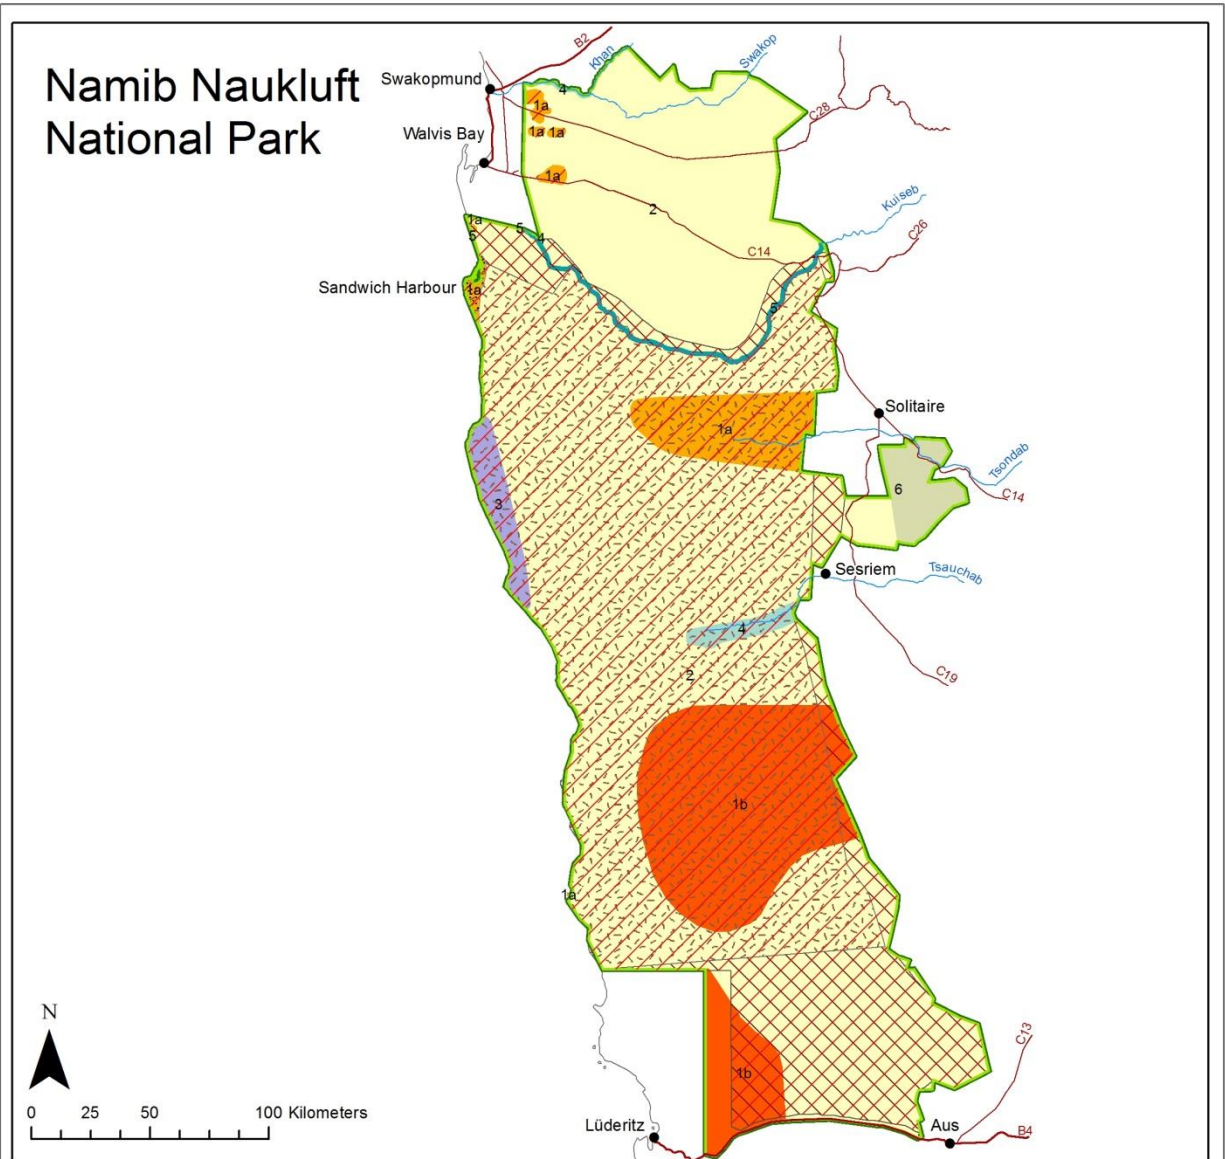 Namib Naukluft
National Park
B2
Khan
Swakop
Swakopmund
4
1a
C28
Walvis Bay
1a 1a
1a
Kuiseb
2
1a
5
5
4
C26
C14
Sandwich Harbour
1a
5
Solitaire
1a
Tsondab
6
C14
3
Sesriem
Tsauchab
4
2
C19
1b
1a
N
C13
1b
0 25 50 100 Kilometers
Lüderitz
Aus
B4